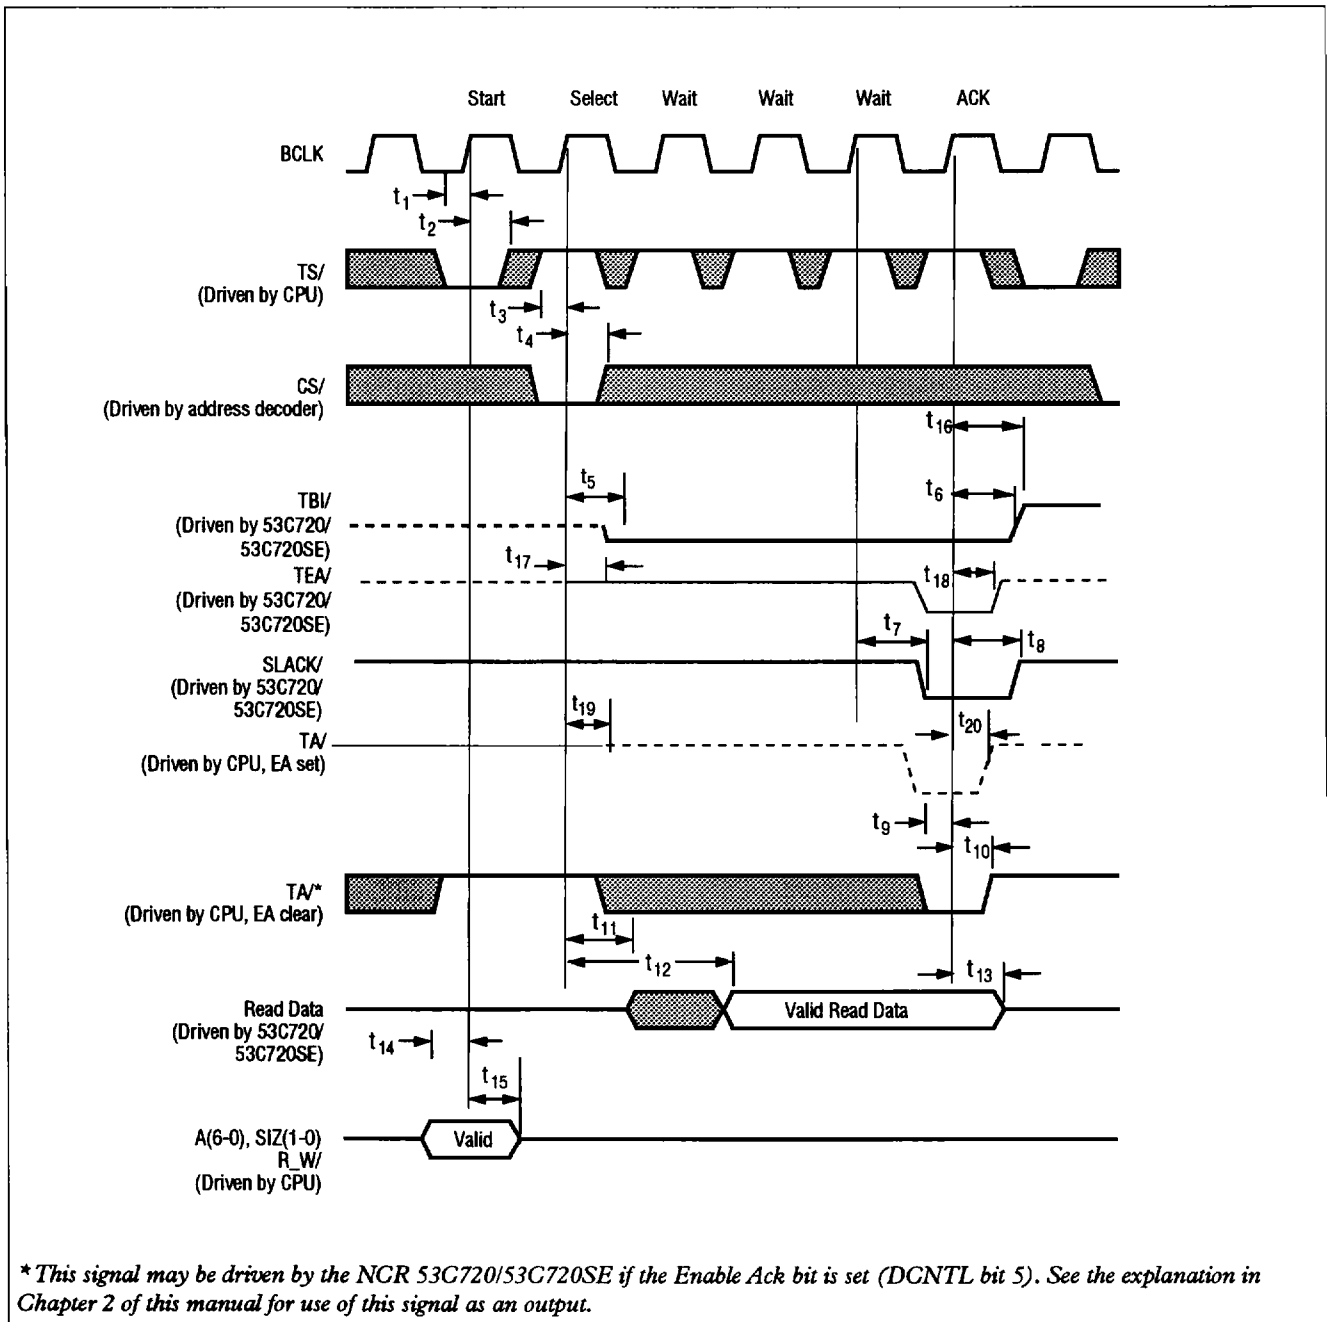 Start Select Wait Wait Wait ACK
BCLK
t1
t2
TS/
(Driven by CPU)
t3
t4
CS/
(Driven by address decoder)
t16
t5
t6
TBI/
(Driven by 53C720/
53C720SE)
t17
t18
TEA/
(Driven by 53C720/
53C720SE)
t7
t8
SLACK/
(Driven by 53C720/
53C720SE)
t19
t20
TA/
(Driven by CPU, EA set)
t9
t10
TA/*
(Driven by CPU, EA clear)
t11
t12
t13
Read Data
(Driven by 53C720/
53C720SE)
Valid Read Data
t14
t15
A(6-0), SIZ(1-0)
R_W/
(Driven by CPU)
Valid
* This signal may be driven by the NCR 53C720/53C720SE if the Enable Ack bit is set (DCNTL bit 5). See the explanation in
Chapter 2 of this manual for use of this signal as an output.